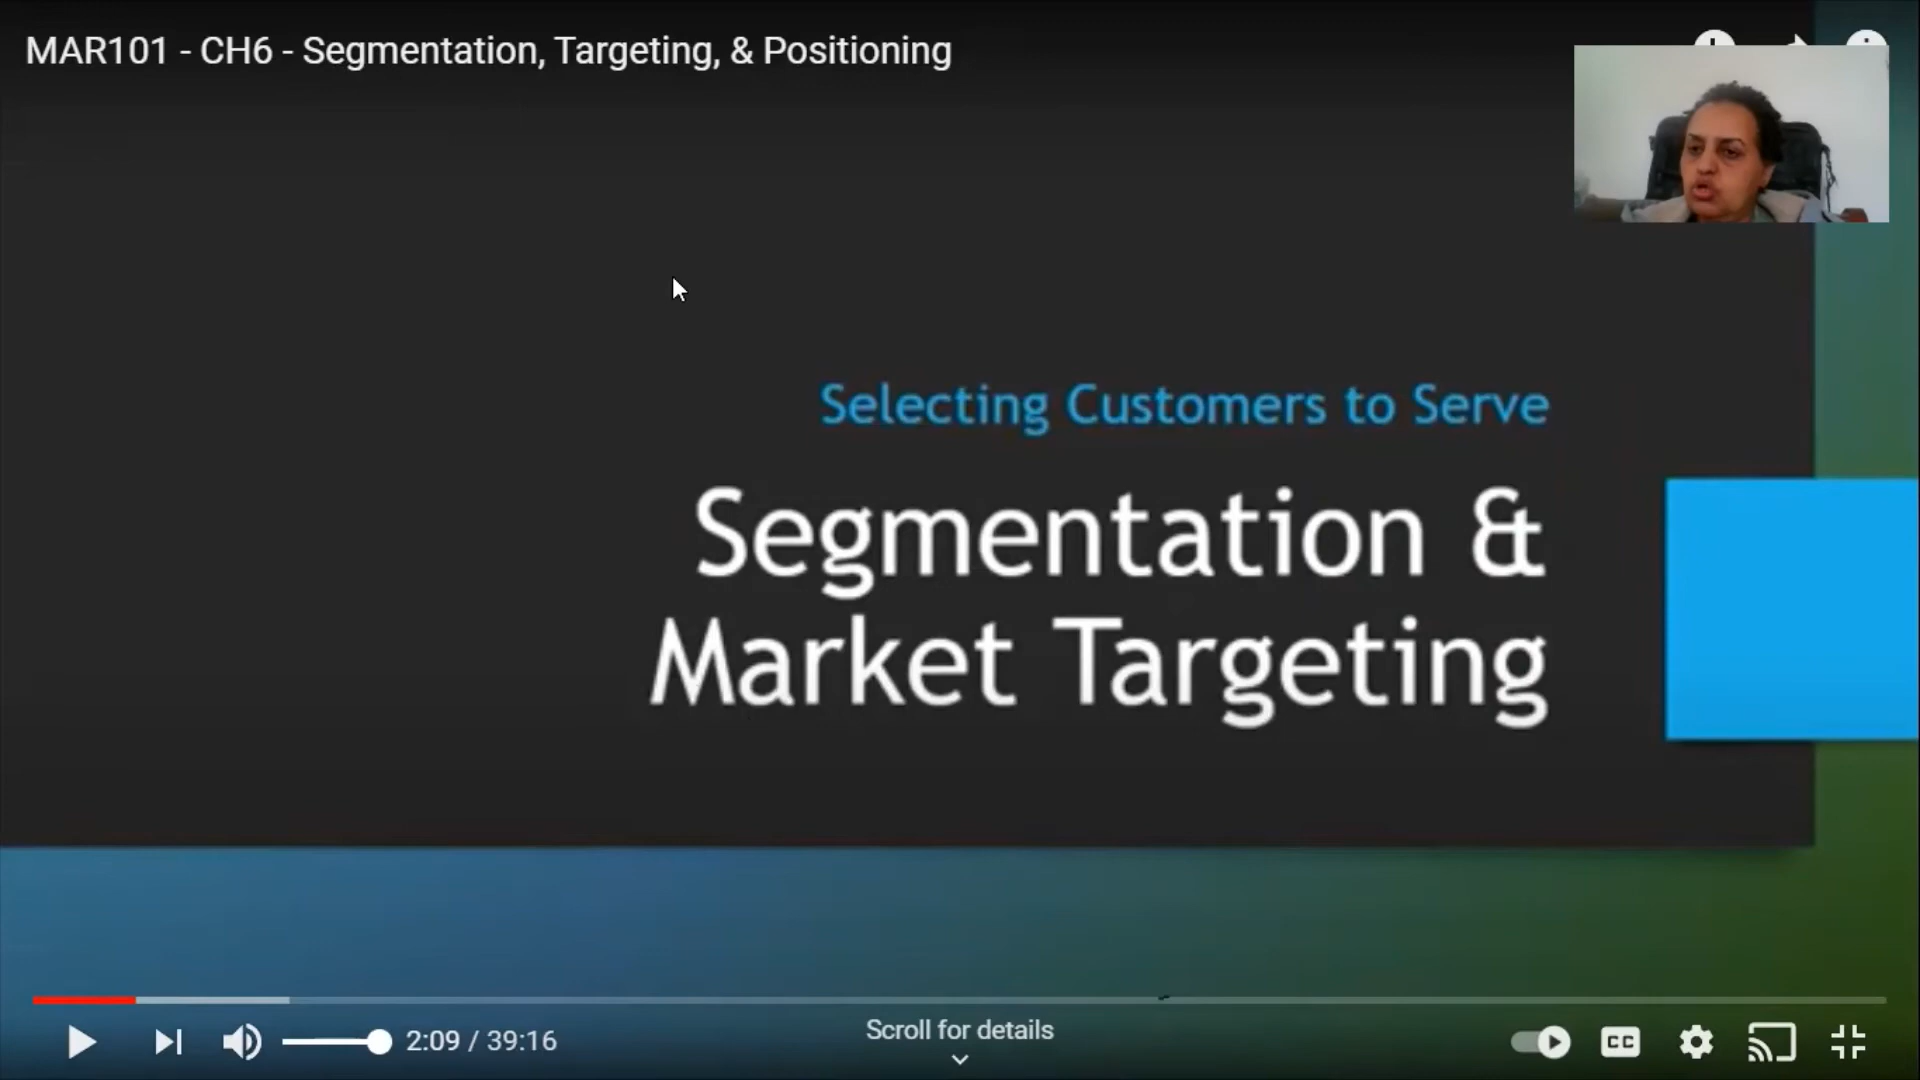 MAR101 - CH6 - Segmentation, Targeting, & Positioning
Selecting Customers to Serve
Segmentation &
Market Targeting
2:09 / 39:16
Scroll for details
CC